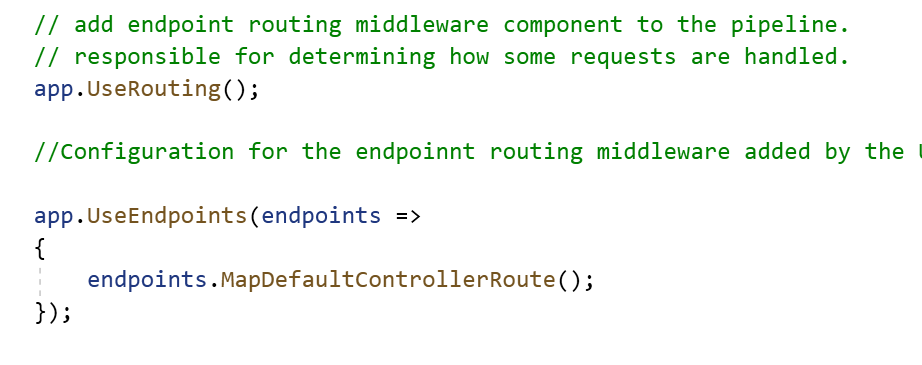 // add endpoint routing middleware component to the pipeline.
// responsible for determining how some requests are handled.
app.UseRouting();
//Configuration for the endpoinnt routing middleware added by the
app.UseEndpoints(endpoints =>
{
    endpoints.MapDefaultControllerRoute();
});